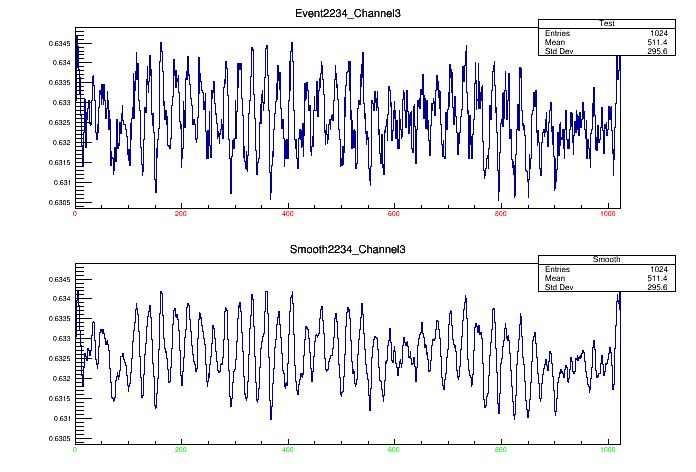 Event2234_Channel3
Test
Entries 1024
Mean 511.4
Std Dev 295.6
0.6345
0.634
0.6335
0.633
0.6325
0.632
0.6315
0.631
0.6305
0 200 400 600 800 1000
Smooth2234_Channel3
Smooth
Entries 1024
Mean 511.4
Std Dev 295.6
0.6345
0.634
0.6335
0.633
0.6325
0.632
0.6315
0.631
0.6305
0 200 400 600 800 1000